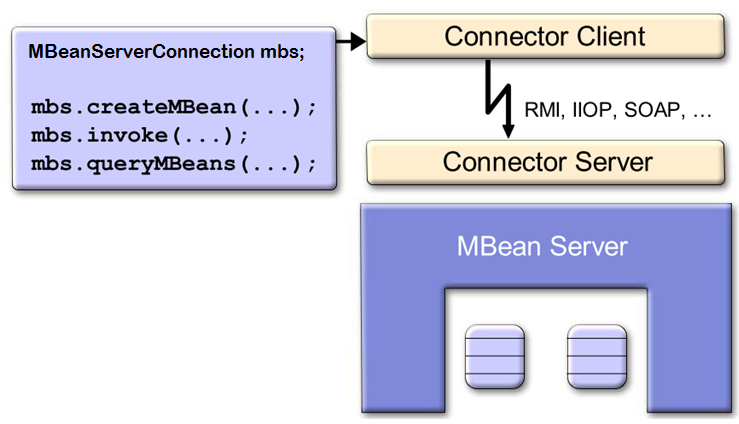 MBeanServerConnection mbs;
mbs.createMBean(...);
mbs.invoke(...);
mbs.queryMBeans(...);
Connector Client
RMI, IIOP, SOAP, …
Connector Server
MBean Server